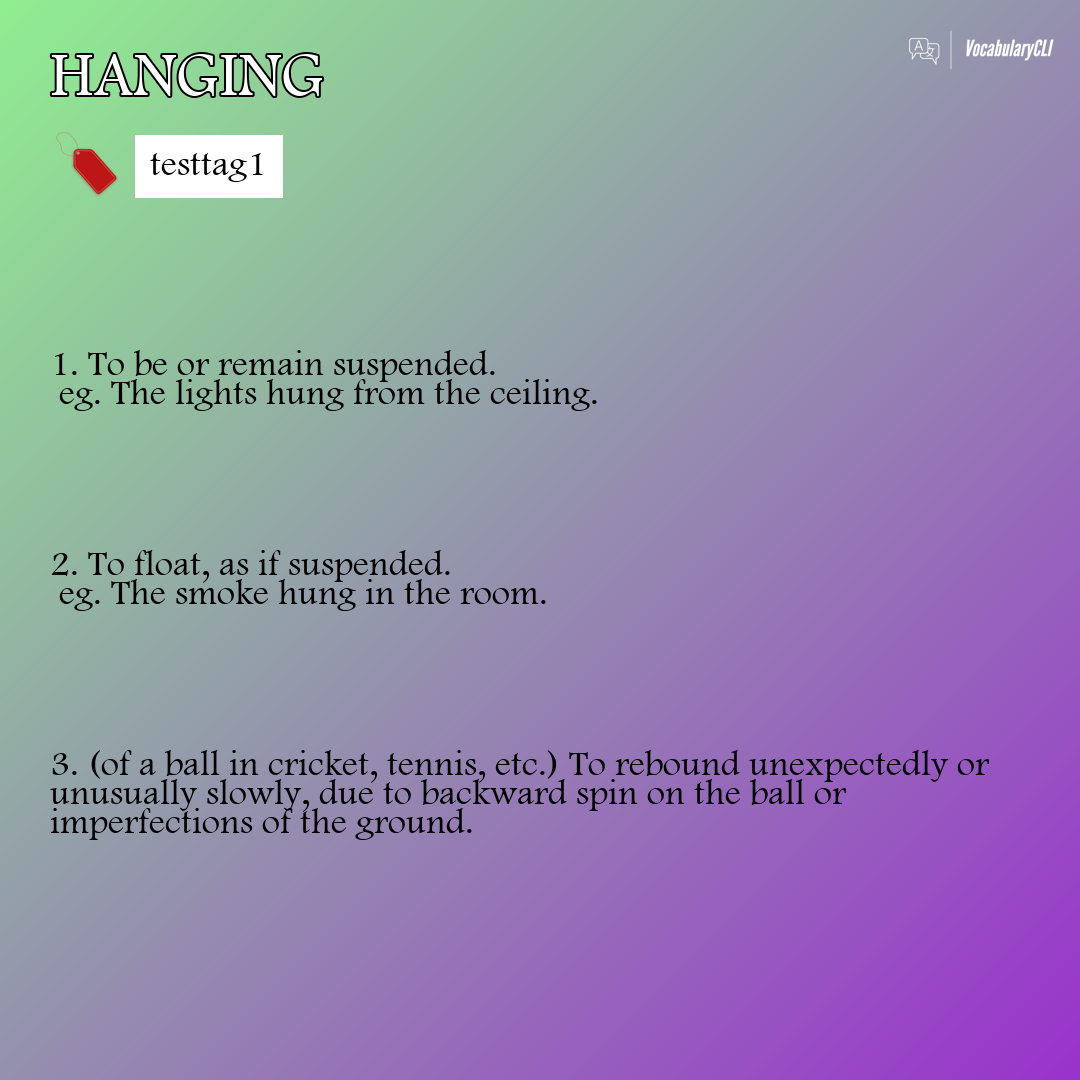 HANGING
VocabularyCLI
testtag1
1. To be or remain suspended.
eg. The lights hung from the ceiling.
2. To float, as if suspended.
eg. The smoke hung in the room.
3. (of a ball in cricket, tennis, etc.) To rebound unexpectedly or
unusually slowly, due to backward spin on the ball or
imperfections of the ground.